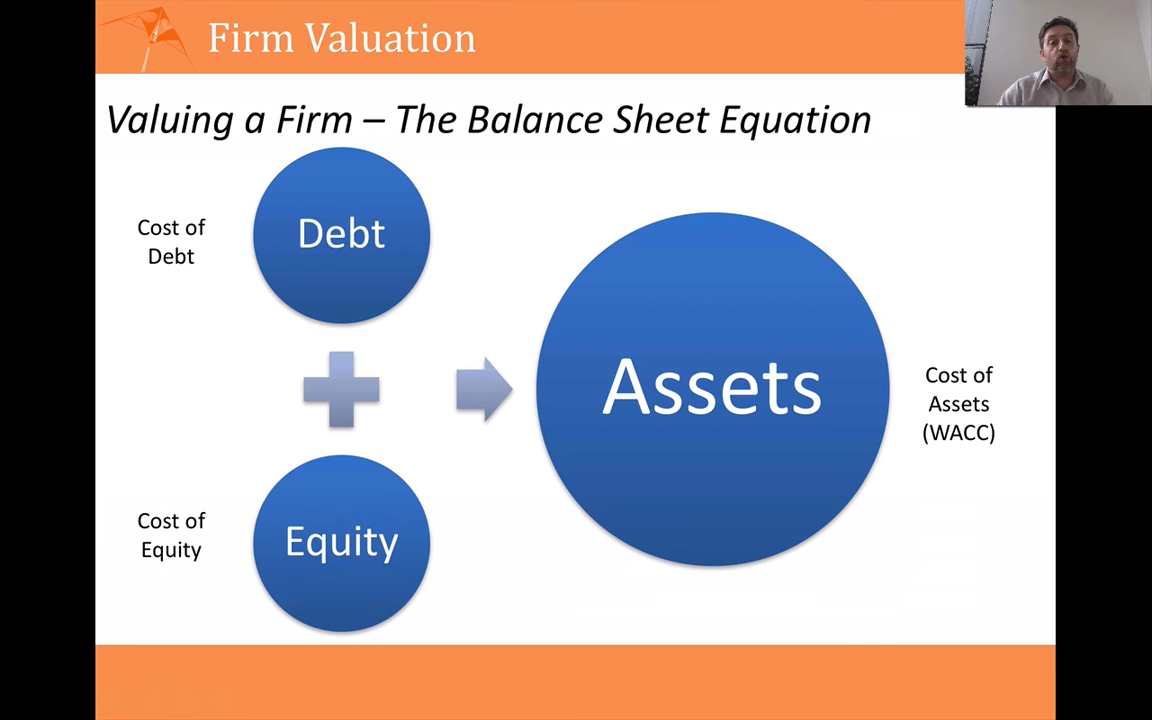 Firm Valuation
Valuing a Firm – The Balance Sheet Equation
Cost of
Debt
Debt
Assets
Cost of
Assets
(WACC)
Cost of
Equity
Equity